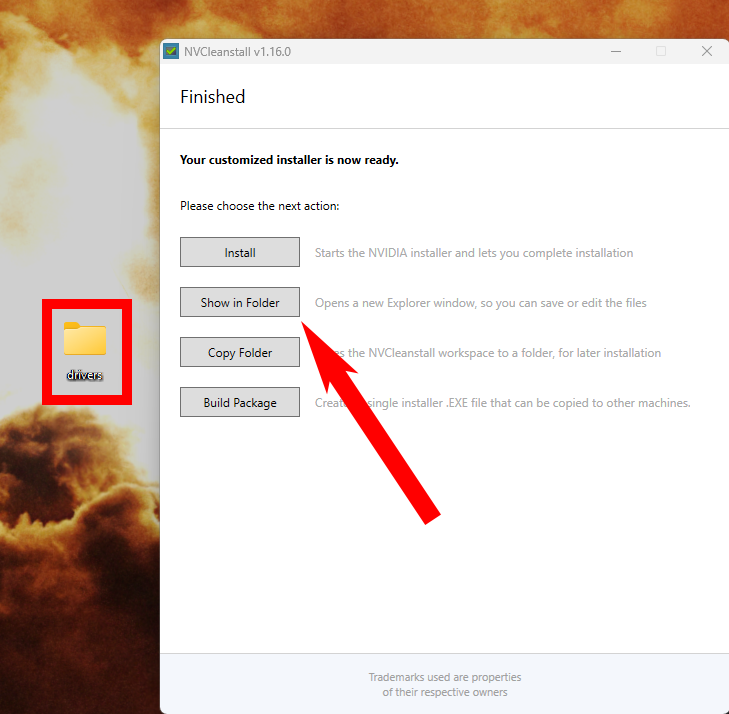 NVCleanstall v1.16.0
Finished
Your customized installer is now ready.
Please choose the next action:
Install
Starts the NVIDIA installer and lets you complete installation
Show in Folder
Opens a new Explorer window, so you can save or edit the files
drivers
Copy Folder
the NVCleanstall workspace to a folder, for later installation
Build Package
single installer .EXE file that can be copied to other machines.
Trademarks used are properties
of their respective owners